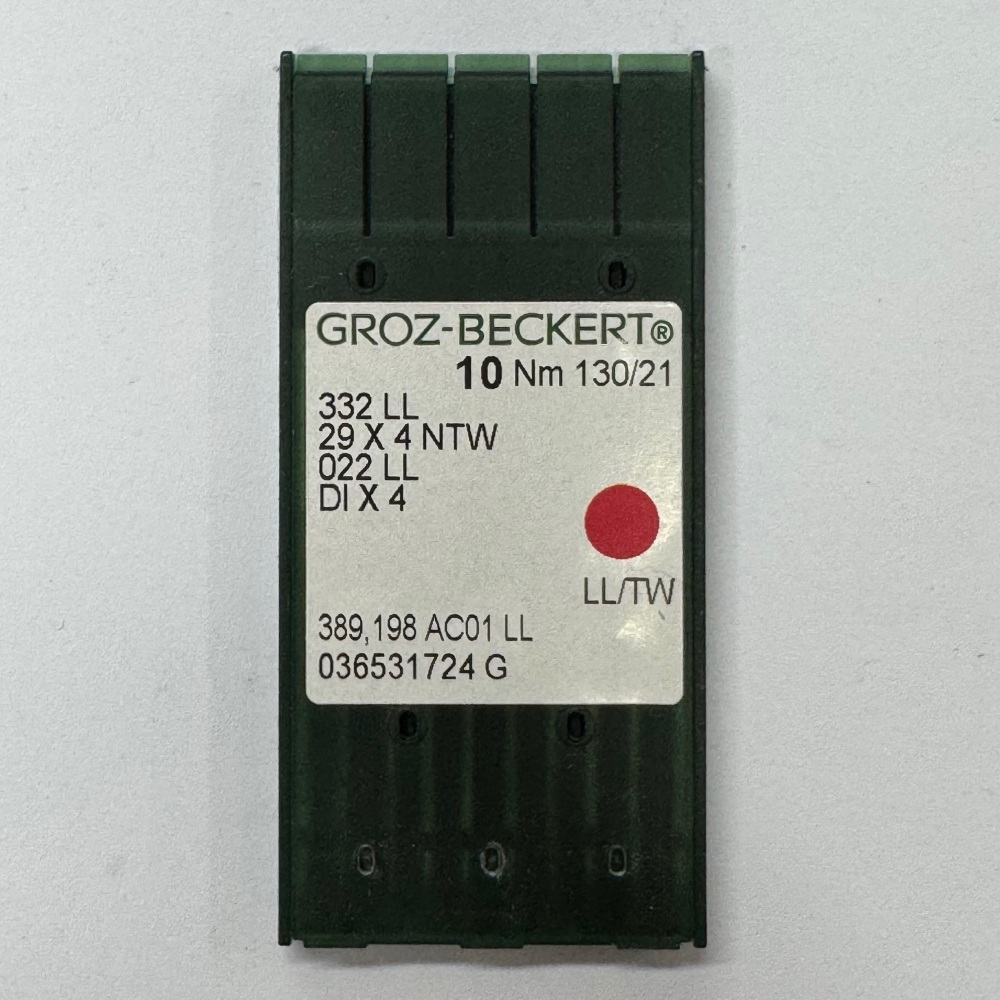 GROZ-BECKERT®
10 Nm 130/21
332 LL
29 X 4 NTW
022 LL
DI X 4
LL/TW
389,198 AC01 LL
036531724 G